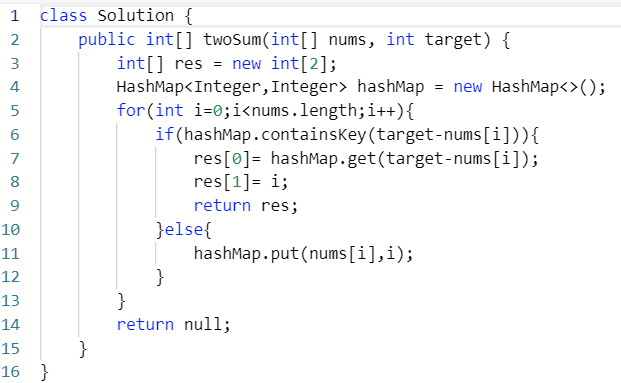 1 class Solution {
2     public int[] twoSum(int[] nums, int target) {
3         int[] res = new int[2];
4         HashMap<Integer,Integer> hashMap = new HashMap<>();
5         for(int i=0;i<nums.length;i++){
6             if(hashMap.containsKey(target-nums[i])){
7                 res[0]= hashMap.get(target-nums[i]);
8                 res[1]= i;
9                 return res;
10             }else{
11                 hashMap.put(nums[i],i);
12             }
13         }
14         return null;
15     }
16 }